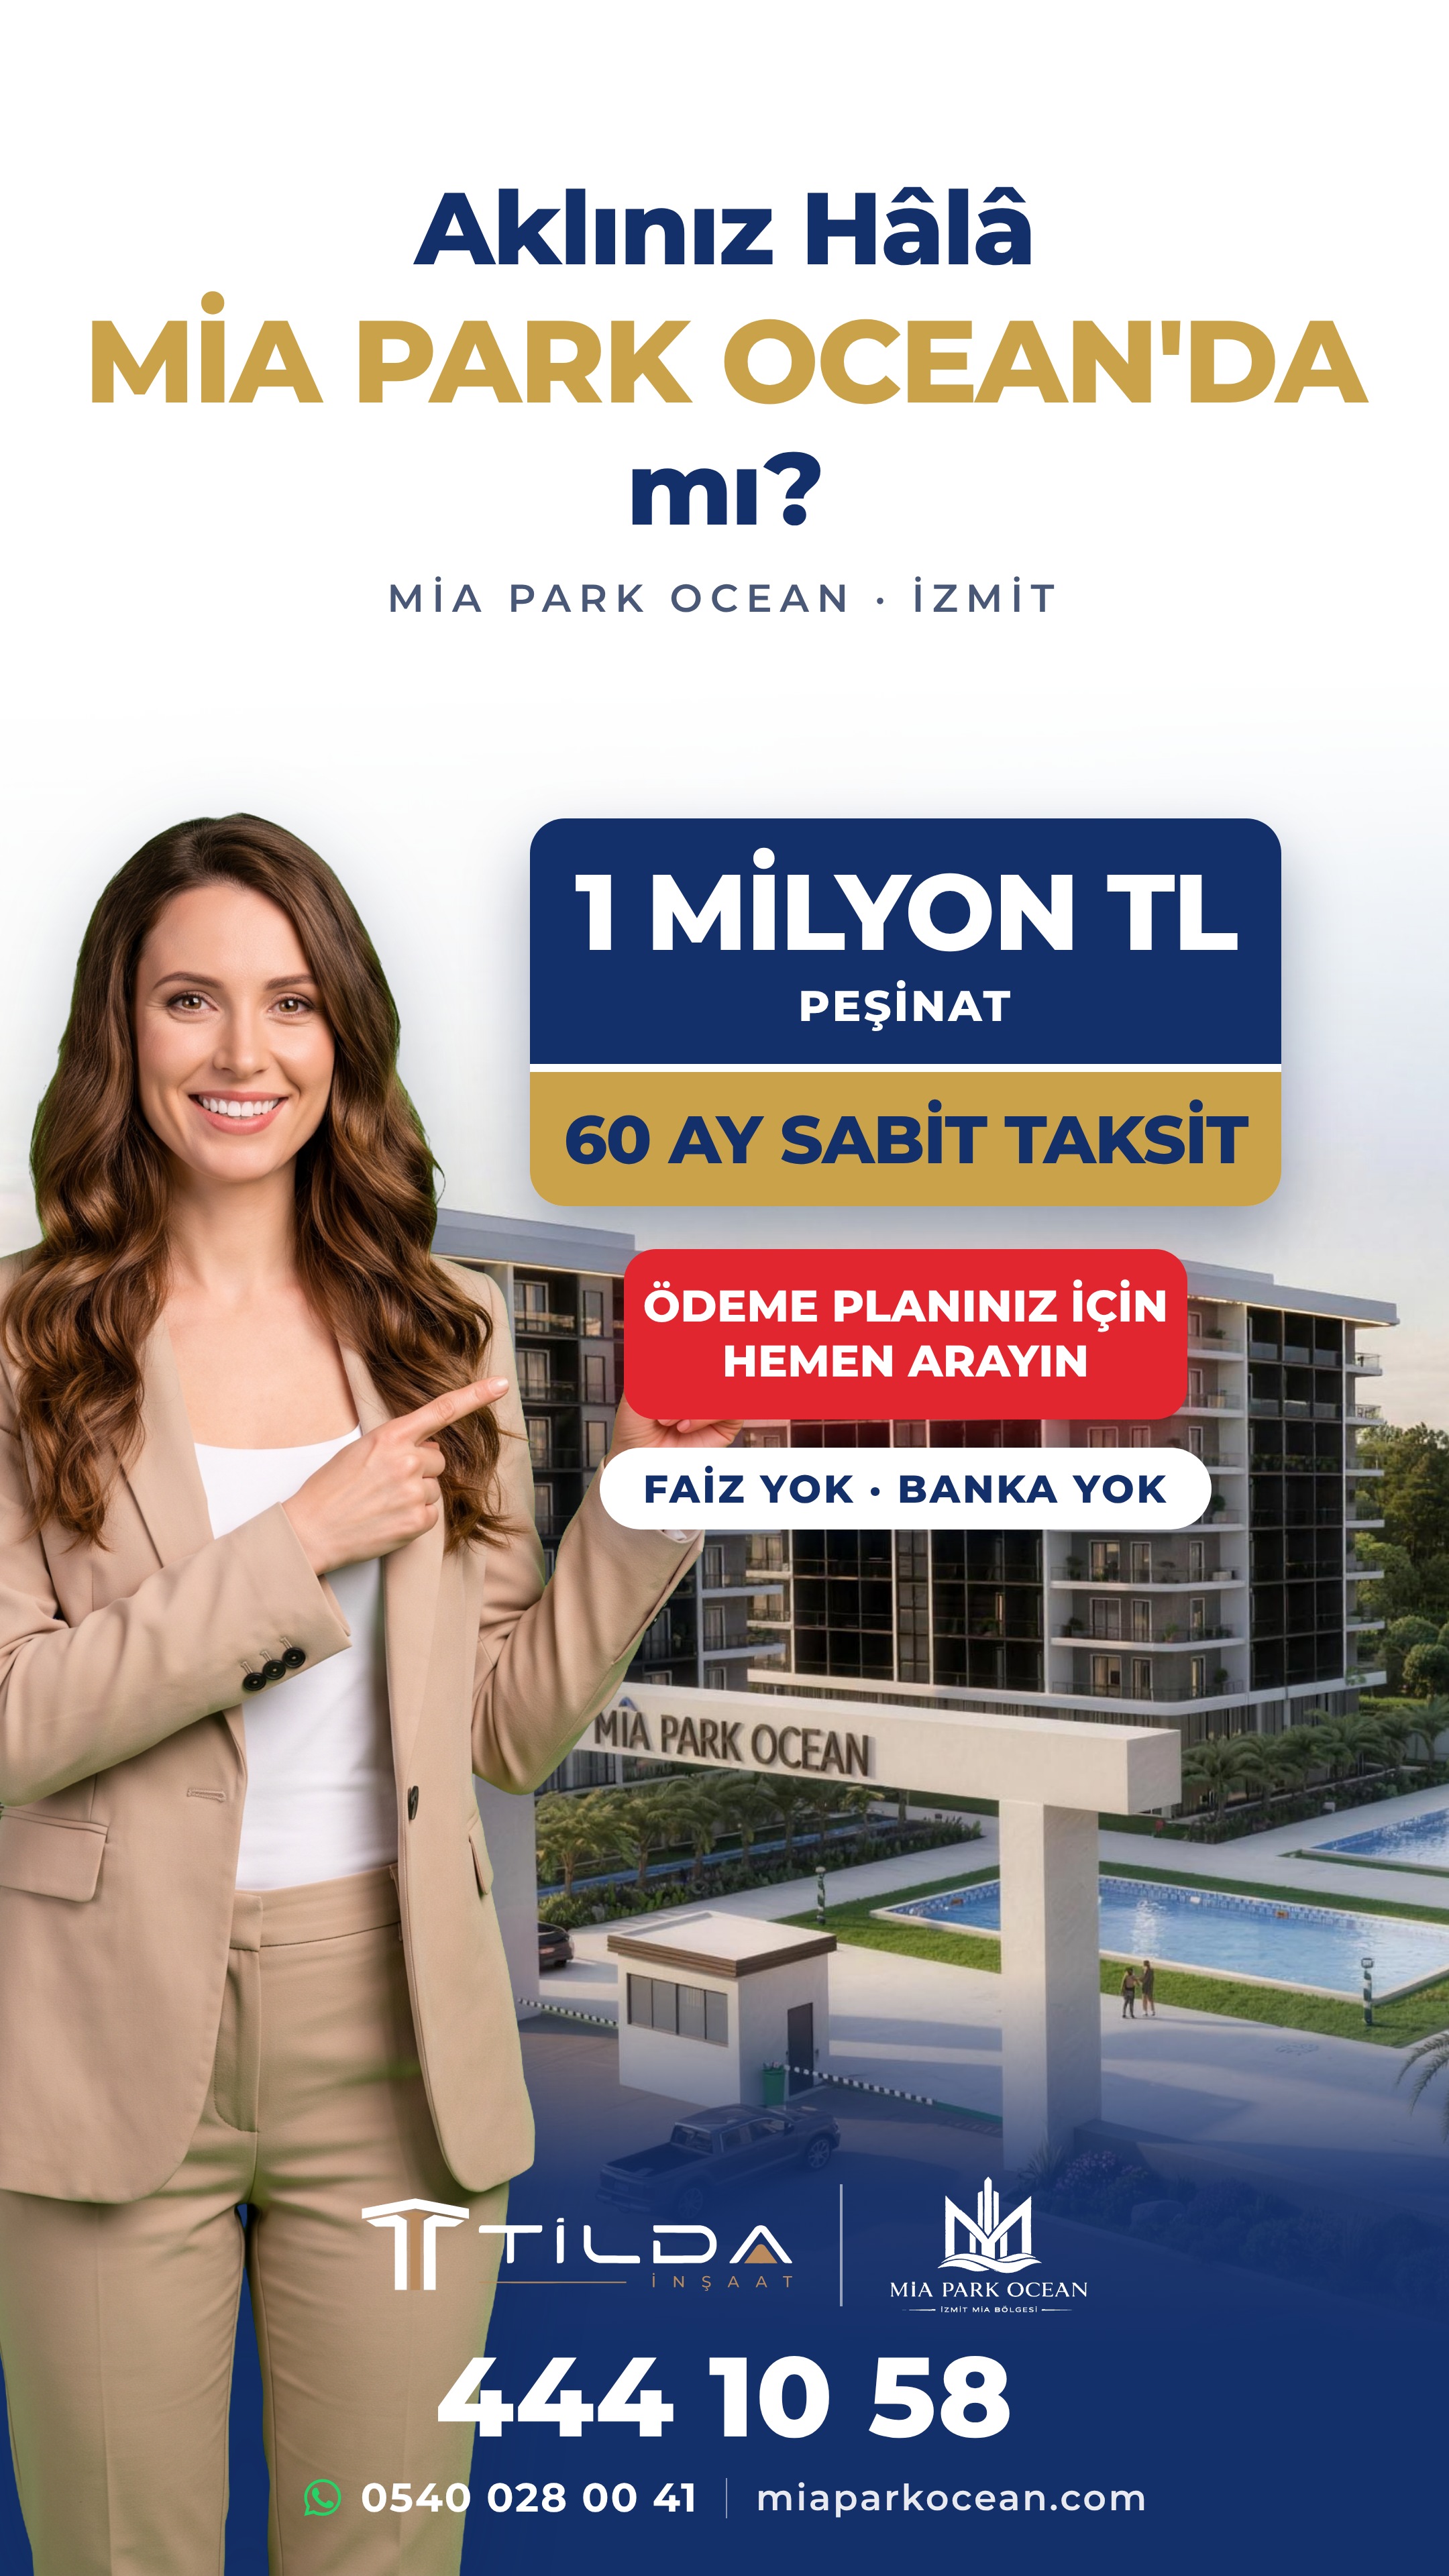 Aklınız Hâlâ
MİA PARK OCEAN'DA
mı?
MİA PARK OCEAN · İZMİT
1 MİLYON TL
PEŞİNAT
60 AY SABİT TAKSİT
ÖDEME PLANINIZ İÇİN
HEMEN ARAYIN
FAİZ YOK · BANKA YOK
MİA PARK OCEAN
TİLDA
İNŞAAT
MİA PARK OCEAN
İZMİT MİA BÖLGESİ
444 10 58
0540 028 00 41 | miaparkocean.com